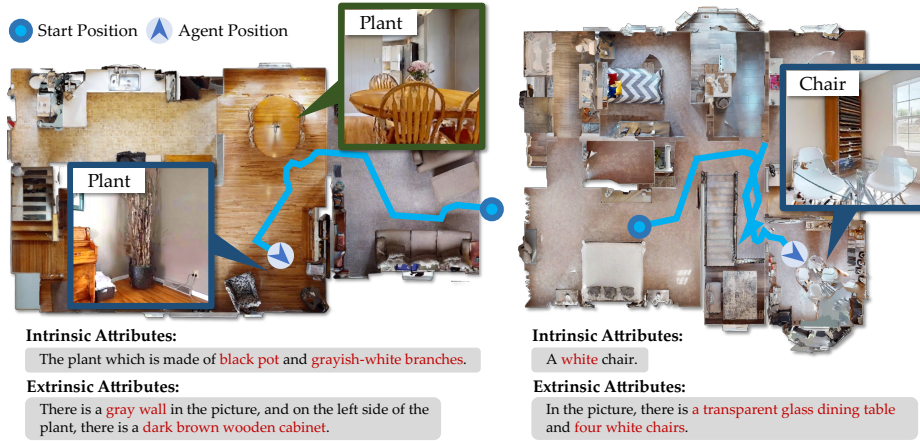 Start Position
Agent Position
Plant
Plant
Intrinsic Attributes:
The plant which is made of black pot and grayish-white branches.
Extrinsic Attributes:
There is a gray wall in the picture, and on the left side of the
plant, there is a dark brown wooden cabinet.
Chair
Intrinsic Attributes:
A white chair.
Extrinsic Attributes:
In the picture, there is a transparent glass dining table
and four white chairs.